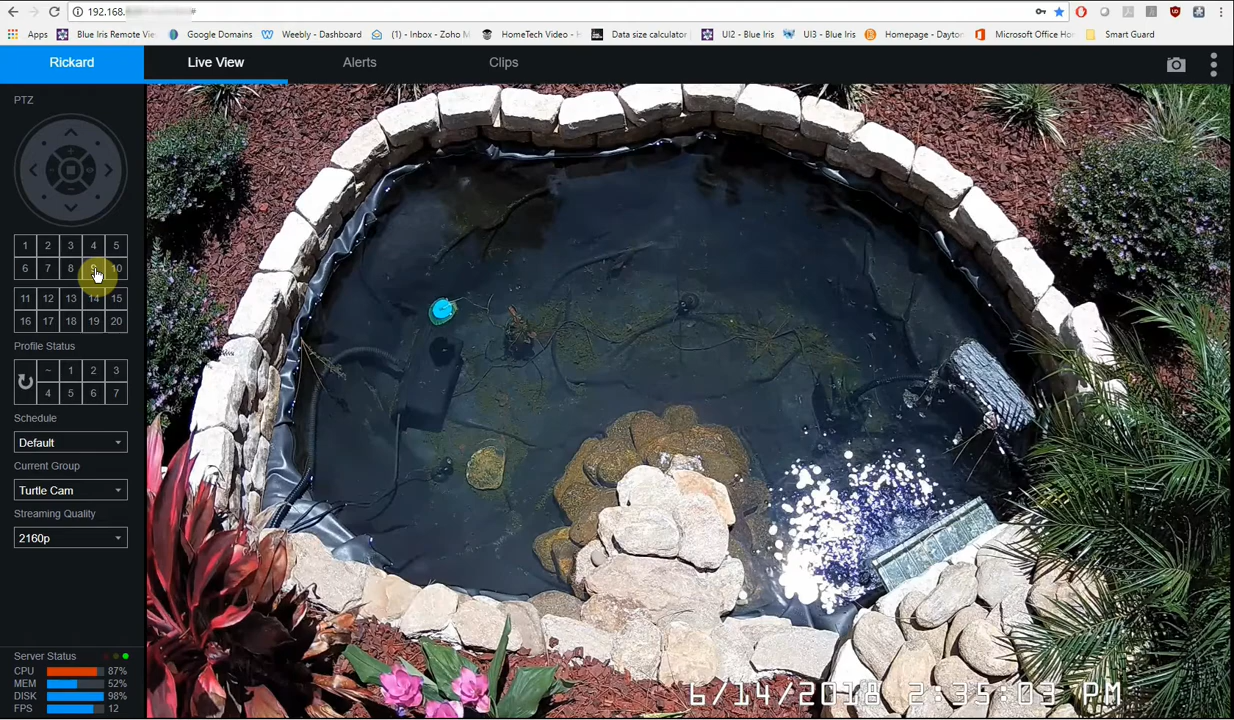 192.168.
#
Apps
Blue Iris Remote Vie
Google Domains
Weebly - Dashboard
(1) - Inbox - Zoho M
HomeTech Video - H
Data size calculator
UI2 - Blue Iris
UI3 - Blue Iris
Homepage - Dayton
Microsoft Office Hom
Smart Guard
Rickard
Live View
Alerts
Clips
PTZ
1 2 3 4 5
6 7 8 9 10
11 12 13 14 15
16 17 18 19 20
Profile Status
~ 1 2 3
4 5 6 7
Schedule
Default
Current Group
Turtle Cam
Streaming Quality
2160p
Server Status
CPU 87%
MEM 52%
DISK 98%
FPS 12
6/14/2018 2:35:03 PM